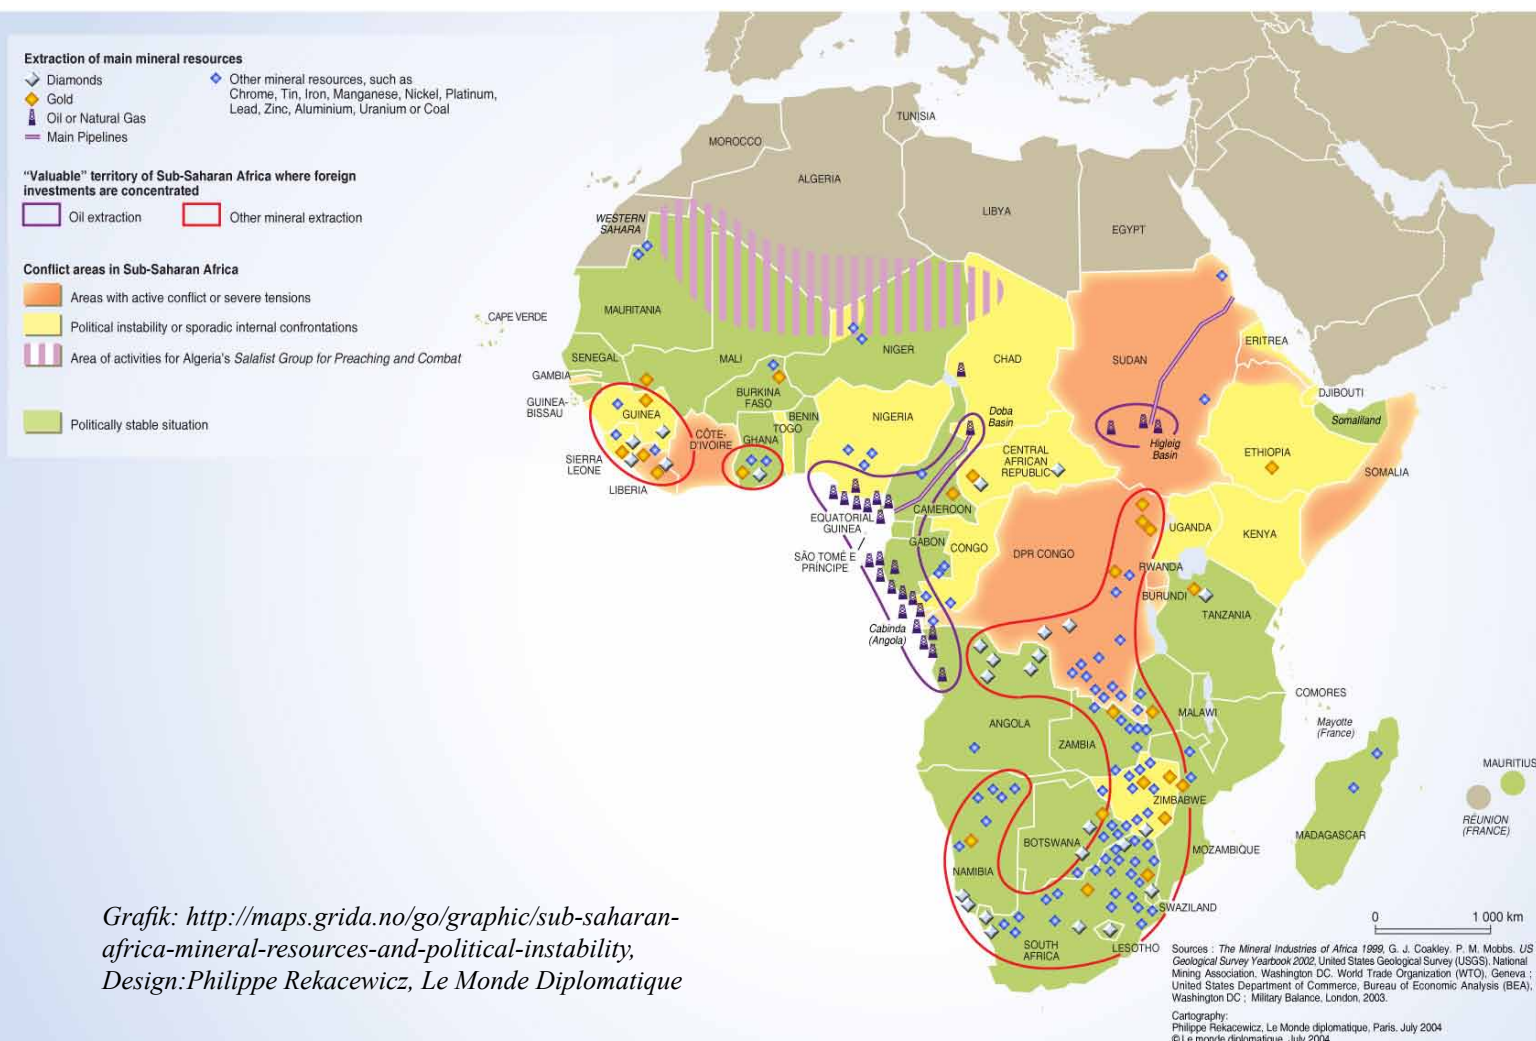 Extraction of main mineral resources
Diamonds
Gold
Oil or Natural Gas
Main Pipelines
Other mineral resources, such as
Chrome, Tin, Iron, Manganese, Nickel, Platinum,
Lead, Zinc, Aluminium, Uranium or Coal
“Valuable” territory of Sub-Saharan Africa where foreign
investments are concentrated
Oil extraction
Other mineral extraction
Conflict areas in Sub-Saharan Africa
Areas with active conflict or severe tensions
Political instability or sporadic internal confrontations
Area of activities for Algeria's Salafist Group for Preaching and Combat
Politically stable situation
TUNISIA
MOROCCO
ALGERIA
LIBYA
EGYPT
WESTERN
SAHARA
CAPE VERDE
MAURITANIA
MALI
NIGER
CHAD
SUDAN
ERITREA
DJIBOUTI
Somaliland
SENEGAL
GAMBIA
GUINEA-
BISSAU
GUINEA
SIERRA
LEONE
LIBERIA
CÔTE-
D'IVOIRE
BURKINA
FASO
GHANA
TOGO
BENIN
NIGERIA
Doba
Basin
CENTRAL
AFRICAN
REPUBLIC
Higleig
Basin
ETHIOPIA
SOMALIA
EQUATORIAL
GUINEA
CAMEROON
SÃO TOMÉ E
PRÍNCIPE
GABON
CONGO
DPR CONGO
UGANDA
KENYA
RWANDA
BURUNDI
TANZANIA
Cabinda
(Angola)
ANGOLA
ZAMBIA
MALAWI
COMORES
Mayotte
(France)
MAURITIUS
RÉUNION
(FRANCE)
ZIMBABWE
MADAGASCAR
BOTSWANA
MOZAMBIQUE
NAMIBIA
SWAZILAND
SOUTH
AFRICA
LESOTHO
Grafik: http://maps.grida.no/go/graphic/sub-saharan-
africa-mineral-resources-and-political-instability,
Design:Philippe Rekacewicz, Le Monde Diplomatique
0 1 000 km
Sources : The Mineral Industries of Africa 1999, G. J. Coakley. P. M. Mobbs. US
Geological Survey Yearbook 2002, United States Geological Survey (USGS). National
Mining Association. Washington DC. World Trade Organization (WTO), Geneva ;
United States Department of Commerce, Bureau of Economic Analysis (BEA),
Washington DC ; Military Balance, London, 2003.
Cartography:
Philippe Rekacewicz, Le Monde diplomatique, Paris. July 2004
© Le monde diplomatique, July 2004